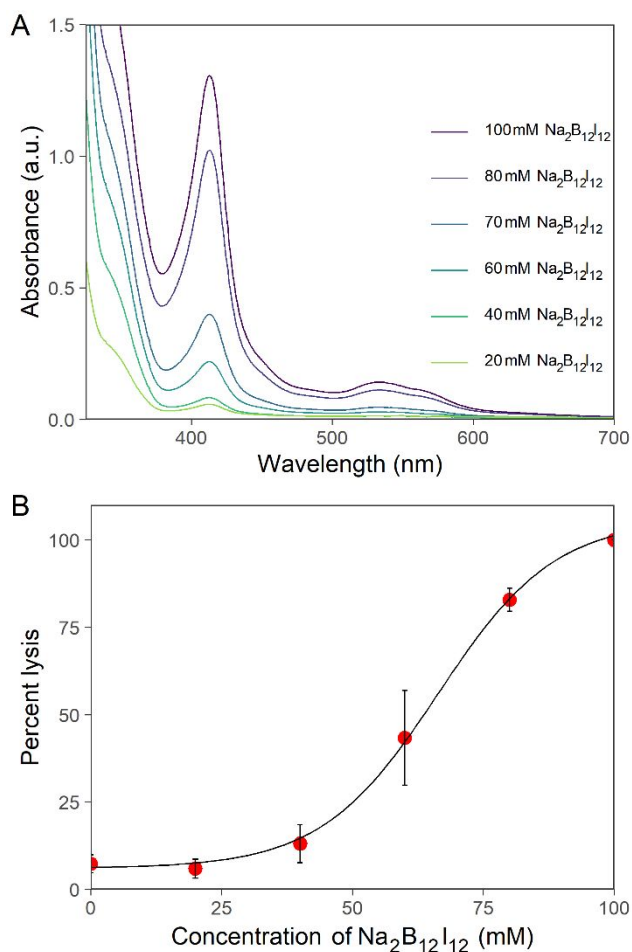 A
1.5
1.0
0.5
0.0
Absorbance (a.u.)
100 mM Na₂B₁₂I₁₂
80 mM Na₂B₁₂I₁₂
70 mM Na₂B₁₂I₁₂
60 mM Na₂B₁₂I₁₂
40 mM Na₂B₁₂I₁₂
20 mM Na₂B₁₂I₁₂
400 500 600 700
Wavelength (nm)
B
100
75
50
25
0
Percent lysis
0 25 50 75 100
Concentration of Na₂B₁₂I₁₂ (mM)